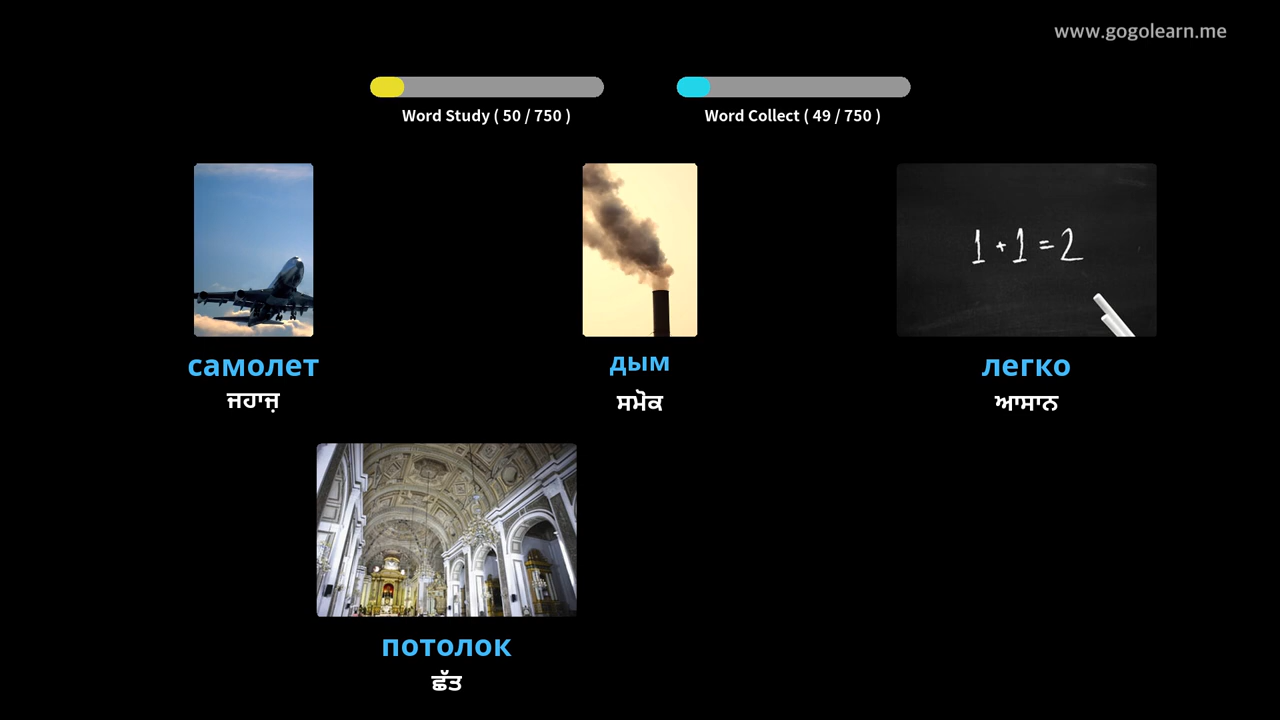 www.gogolearn.me
Word Study ( 50 / 750 )
Word Collect ( 49 / 750 )
1 + 1 = 2
самолет
ਜਹਾਜ਼
дым
ਸਮੋਕ
легко
ਆਸਾਨ
потолок
ਛੱਤ